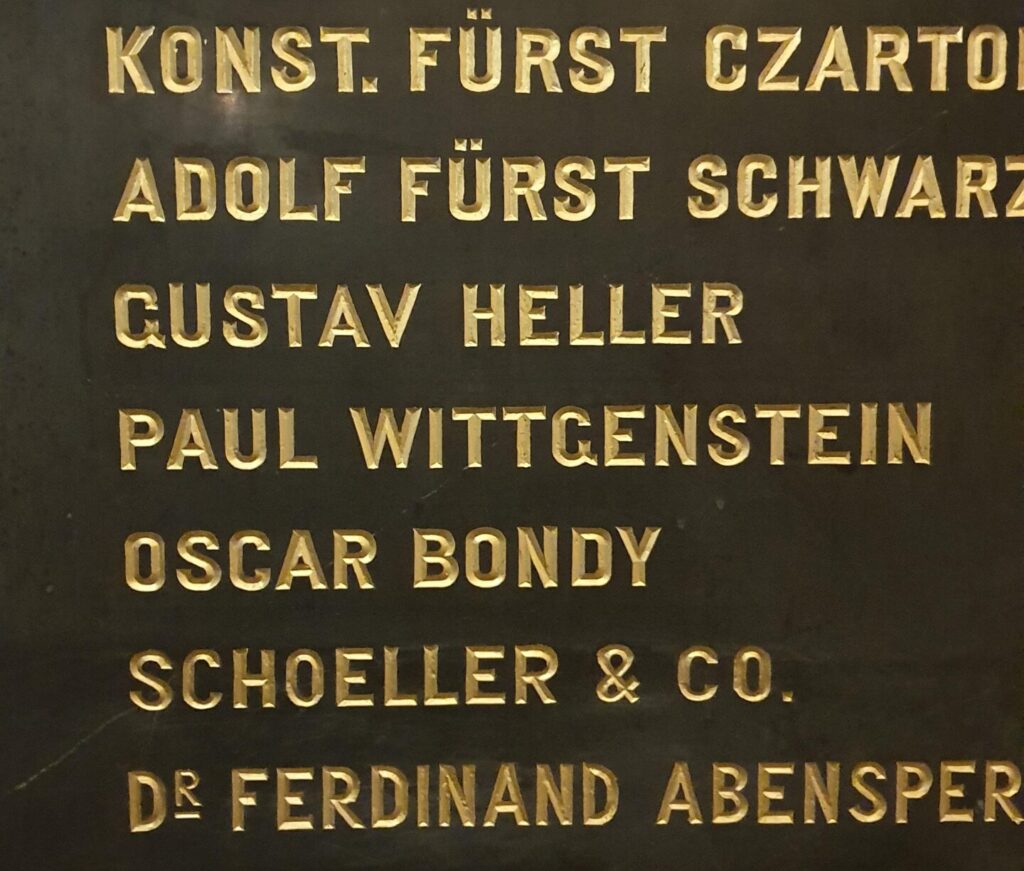 KONST. FÜRST CZARTO
ADOLF FÜRST SCHWARZ
GUSTAV HELLER
PAUL WITTGENSTEIN
OSCAR BONDY
SCHOELLER & CO.
DR FERDINAND ABENSPER